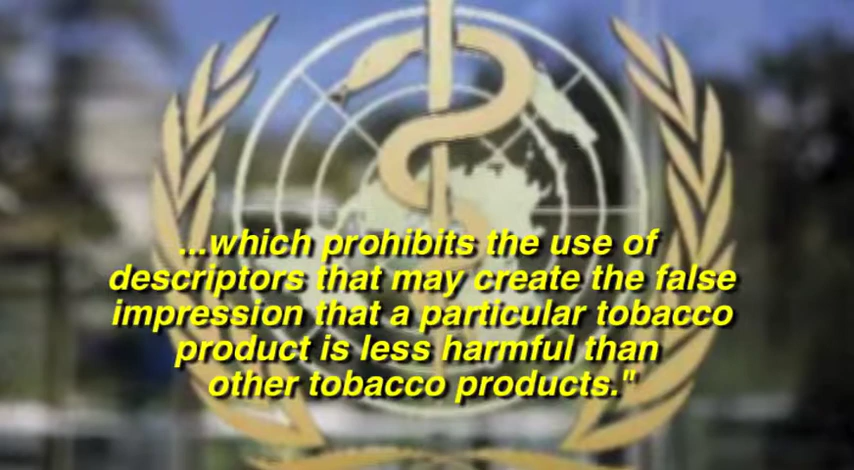 ...which prohibits the use of
descriptors that may create the false
impression that a particular tobacco
product is less harmful than
other tobacco products."